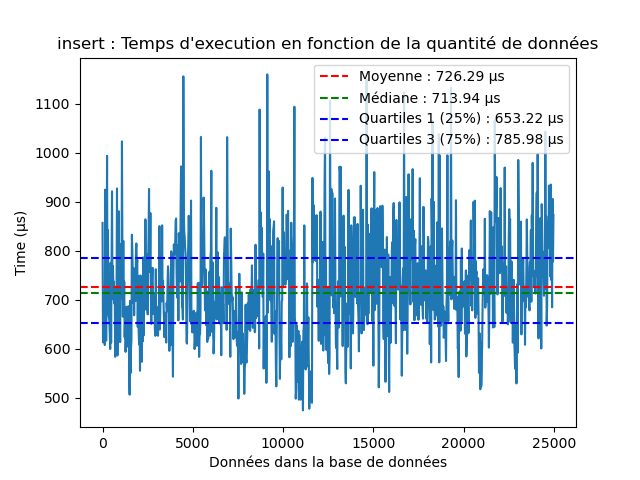 insert : Temps d'execution en fonction de la quantité de données
Moyenne : 726.29 µs
Médiane : 713.94 µs
Quartiles 1 (25%) : 653.22 µs
Quartiles 3 (75%) : 785.98 µs
Time (µs)
1100
1000
900
800
700
600
500
0 5000 10000 15000 20000 25000
Données dans la base de données